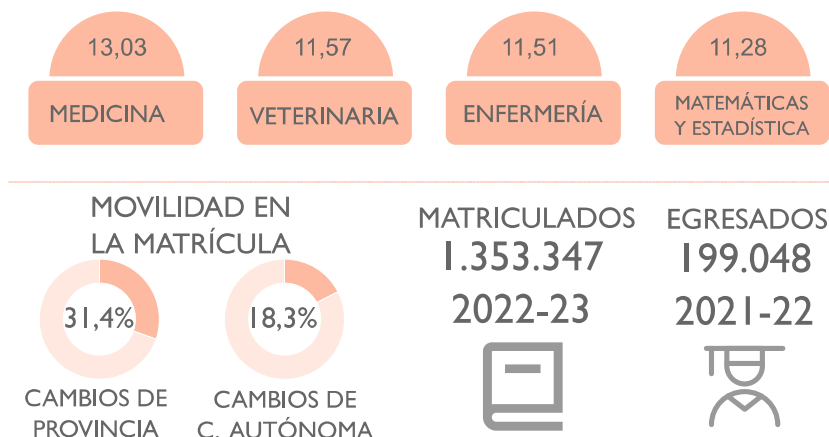 13,03
11,57
11,51
11,28
MEDICINA
VETERINARIA
ENFERMERÍA
MATEMÁTICAS
Y ESTADÍSTICA
MOVILIDAD EN
LA MATRÍCULA
31,4%
18,3%
CAMBIOS DE
PROVINCIA
CAMBIOS DE
C. AUTÓNOMA
MATRICULADOS
1.353.347
2022-23
EGRESADOS
199.048
2021-22